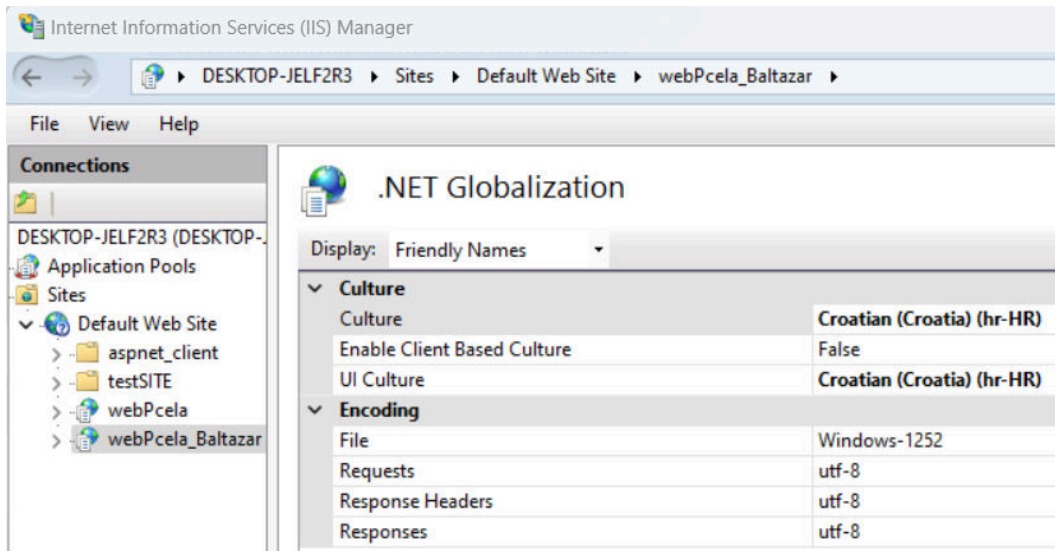 Internet Information Services (IIS) Manager
DESKTOP-JELF2R3 Sites Default Web Site webPcela_Baltazar
File View Help
Connections
DESKTOP-JELF2R3 (DESKTOP-J
Application Pools
Sites
Default Web Site
aspnet_client
testSITE
webPcela
webPcela_Baltazar
.NET Globalization
Display: Friendly Names
Culture
Culture Croatian (Croatia) (hr-HR)
Enable Client Based Culture False
UI Culture Croatian (Croatia) (hr-HR)
Encoding
File Windows-1252
Requests utf-8
Response Headers utf-8
Responses utf-8